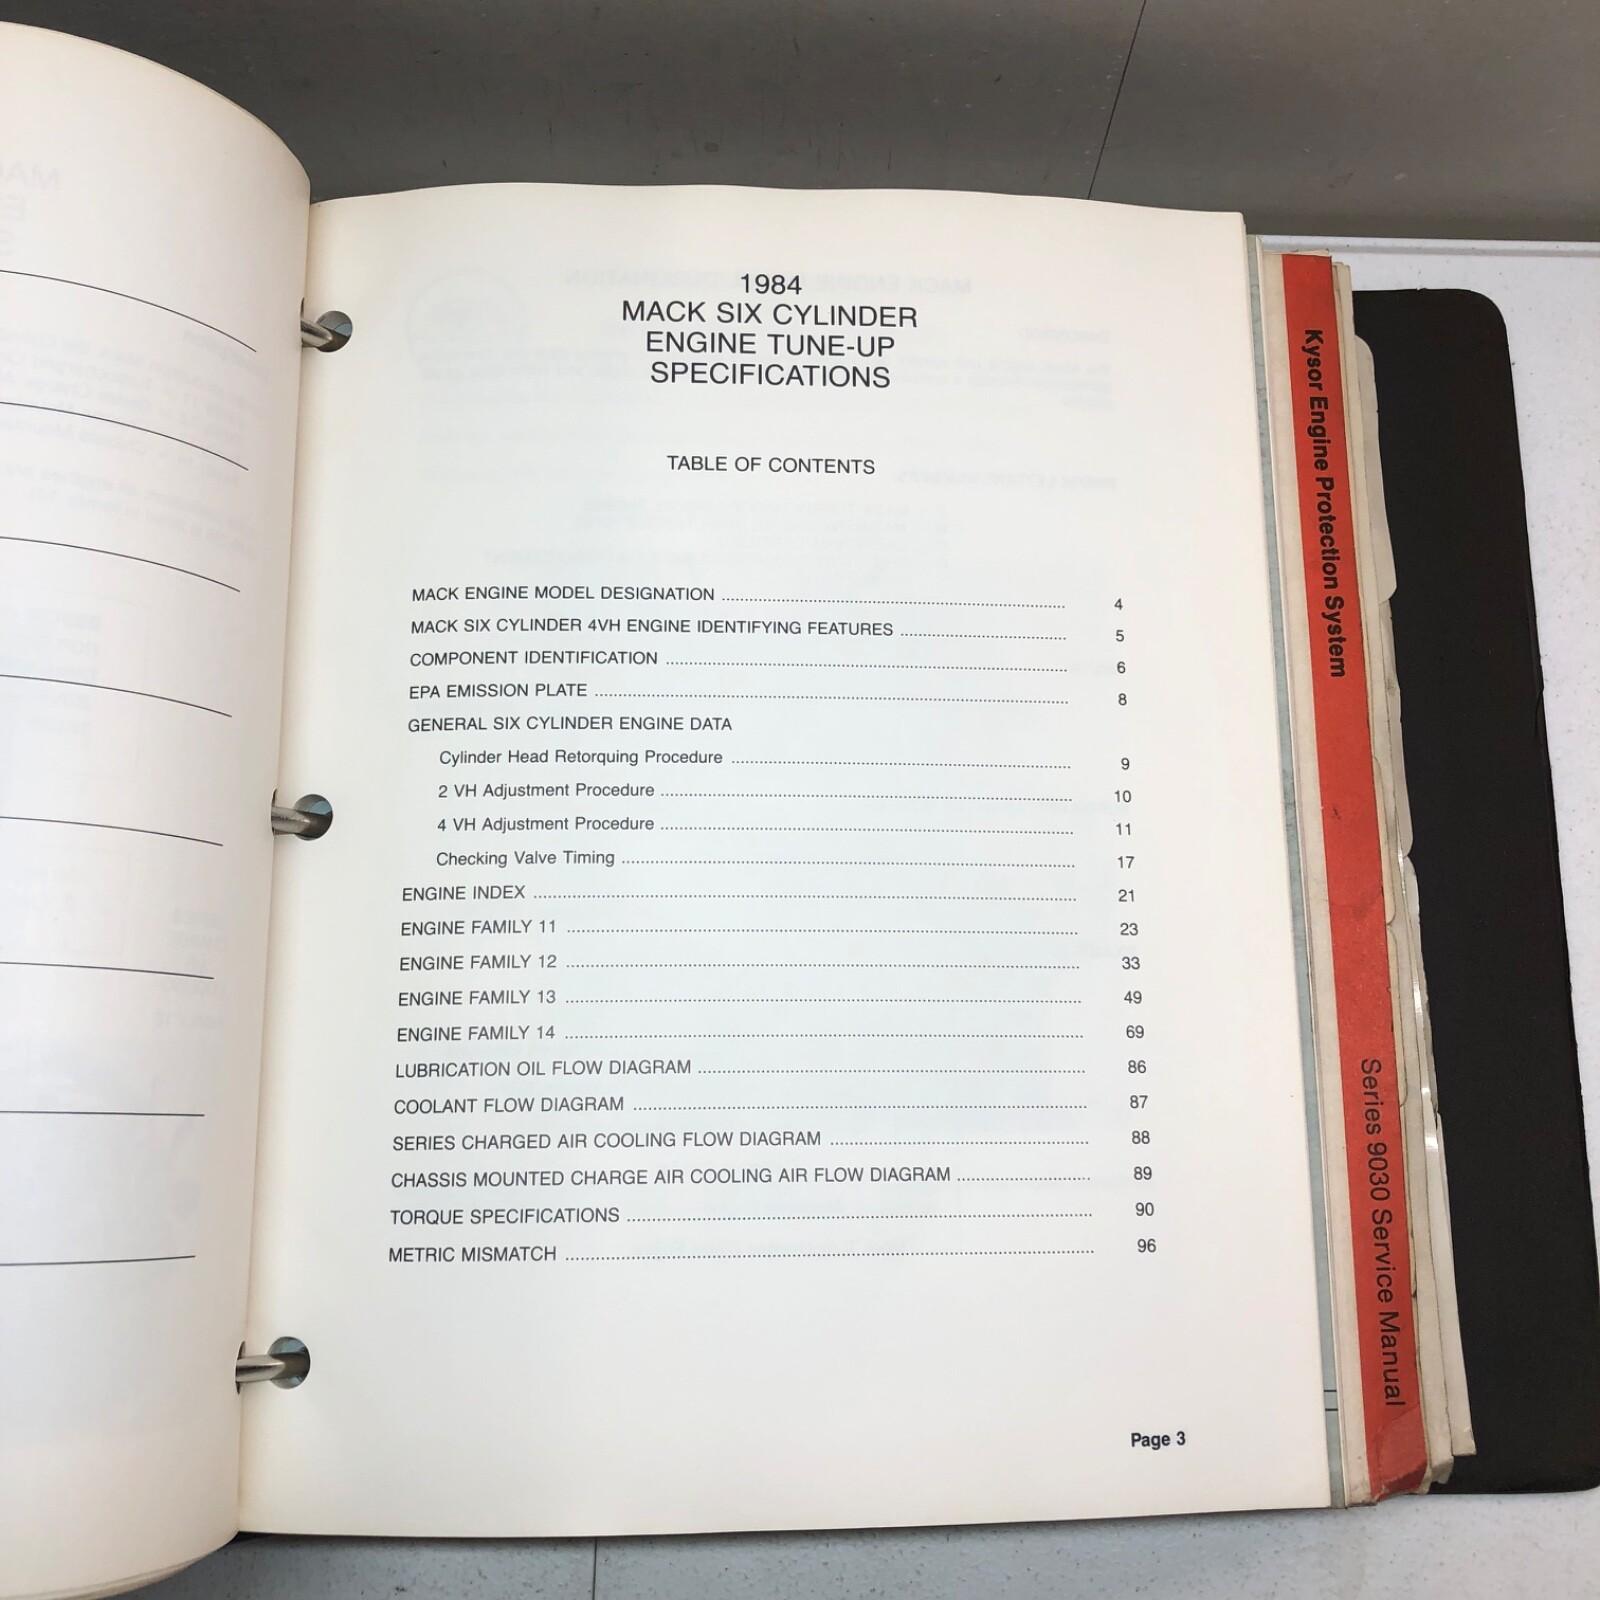 1984
MACK SIX CYLINDER
ENGINE TUNE-UP
SPECIFICATIONS
TABLE OF CONTENTS
MACK ENGINE MODEL DESIGNATION ........ 4
MACK SIX CYLINDER 4VH ENGINE IDENTIFYING FEATURES ........ 5
COMPONENT IDENTIFICATION ........ 6
EPA EMISSION PLATE ........ 8
GENERAL SIX CYLINDER ENGINE DATA
Cylinder Head Retorquing Procedure ........ 9
2 VH Adjustment Procedure ........ 10
4 VH Adjustment Procedure ........ 11
Checking Valve Timing ........ 17
ENGINE INDEX ........ 21
ENGINE FAMILY 11 ........ 23
ENGINE FAMILY 12 ........ 33
ENGINE FAMILY 13 ........ 49
ENGINE FAMILY 14 ........ 69
LUBRICATION OIL FLOW DIAGRAM ........ 86
COOLANT FLOW DIAGRAM ........ 87
SERIES CHARGED AIR COOLING FLOW DIAGRAM ........ 88
CHASSIS MOUNTED CHARGE AIR COOLING AIR FLOW DIAGRAM ........ 89
TORQUE SPECIFICATIONS ........ 90
METRIC MISMATCH ........ 96
Page 3
Kysor Engine Protection System
Series 9030 Service Manual